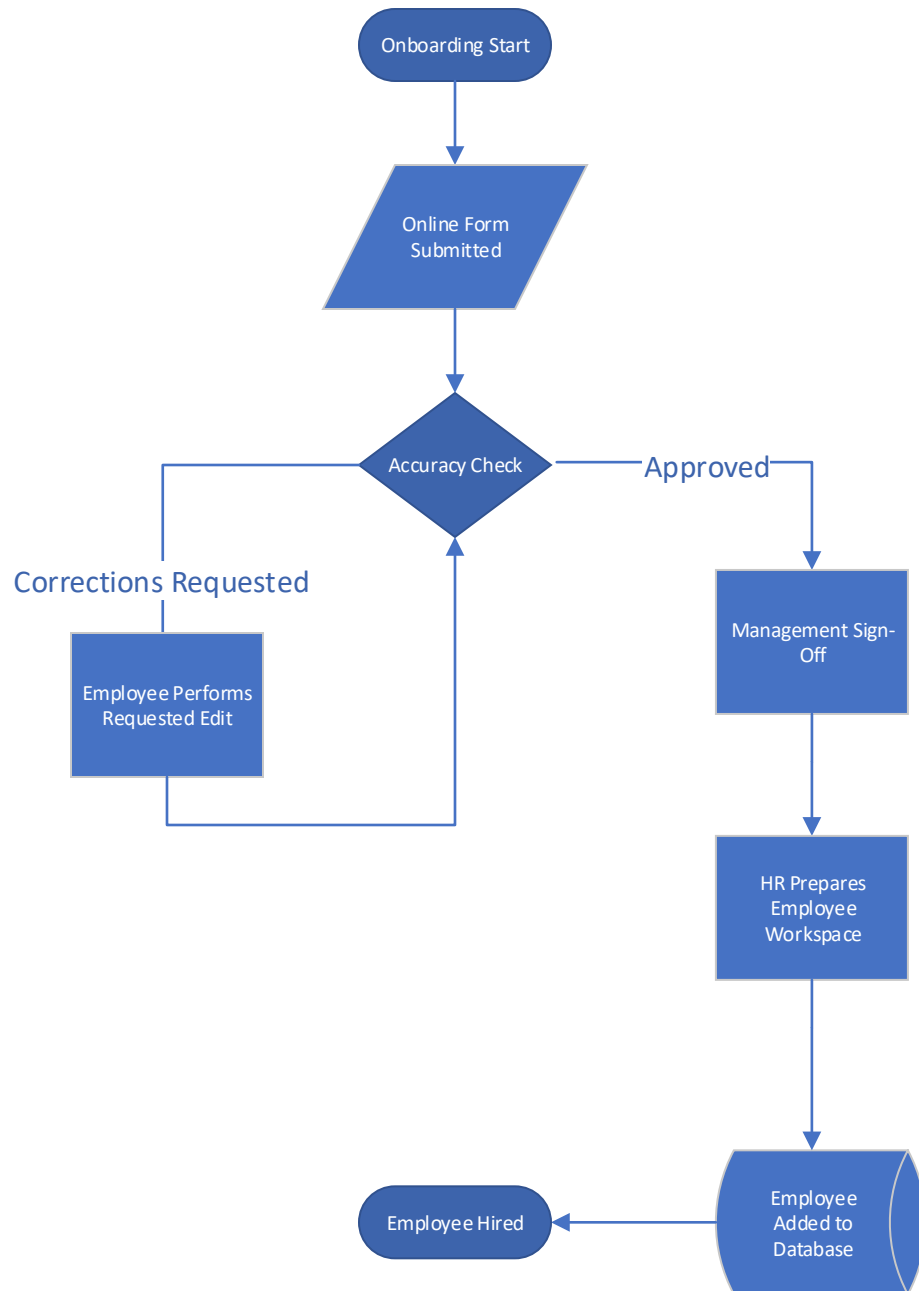 Onboarding Start
Online Form
Submitted
Accuracy Check
Approved
Corrections Requested
Employee Performs
Requested Edit
Management Sign-
Off
HR Prepares
Employee
Workspace
Employee
Added to
Database
Employee Hired